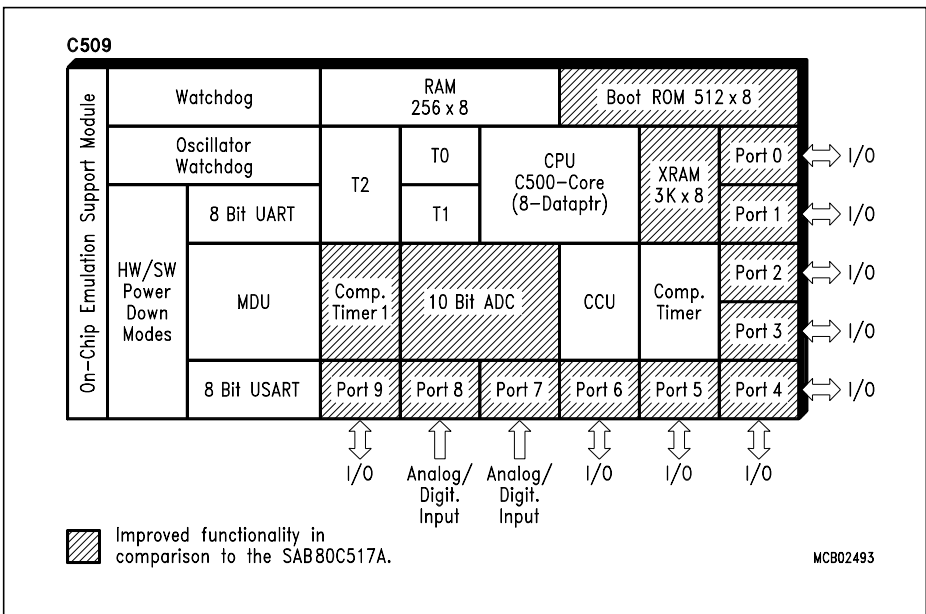 C509
On-Chip Emulation Support Module
Watchdog
RAM
256 x 8
Boot ROM 512 x 8
Oscillator
Watchdog
T2
T0
T1
CPU
C500-Core
(8-Dataptr)
XRAM
3K x 8
Port 0
I/O
Port 1
I/O
HW/SW
Power
Down
Modes
8 Bit UART
MDU
Comp.
Timer 1
10 Bit ADC
CCU
Comp.
Timer
Port 2
I/O
Port 3
I/O
8 Bit USART
Port 9
Port 8
Port 7
Port 6
Port 5
Port 4
I/O
I/O
Analog/
Digit.
Input
Analog/
Digit.
Input
I/O
I/O
I/O
Improved functionality in
comparison to the SAB80C517A.
MCB02493